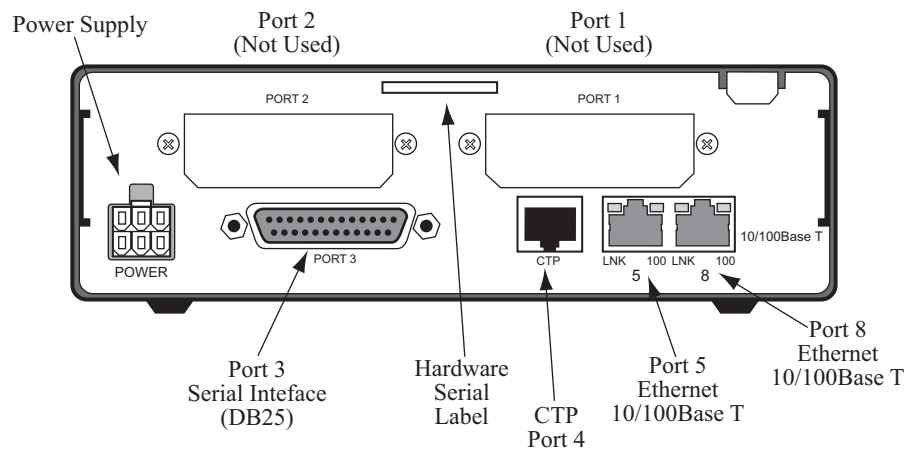 Power Supply
Port 2
(Not Used)
Port 1
(Not Used)
PORT 2
PORT 1
POWER
PORT 3
CTP
LNK 100 LNK 100
5 8
10/100Base T
Port 3
Serial Inteface
(DB25)
Hardware
Serial
Label
CTP
Port 4
Port 5
Ethernet
10/100Base T
Port 8
Ethernet
10/100Base T